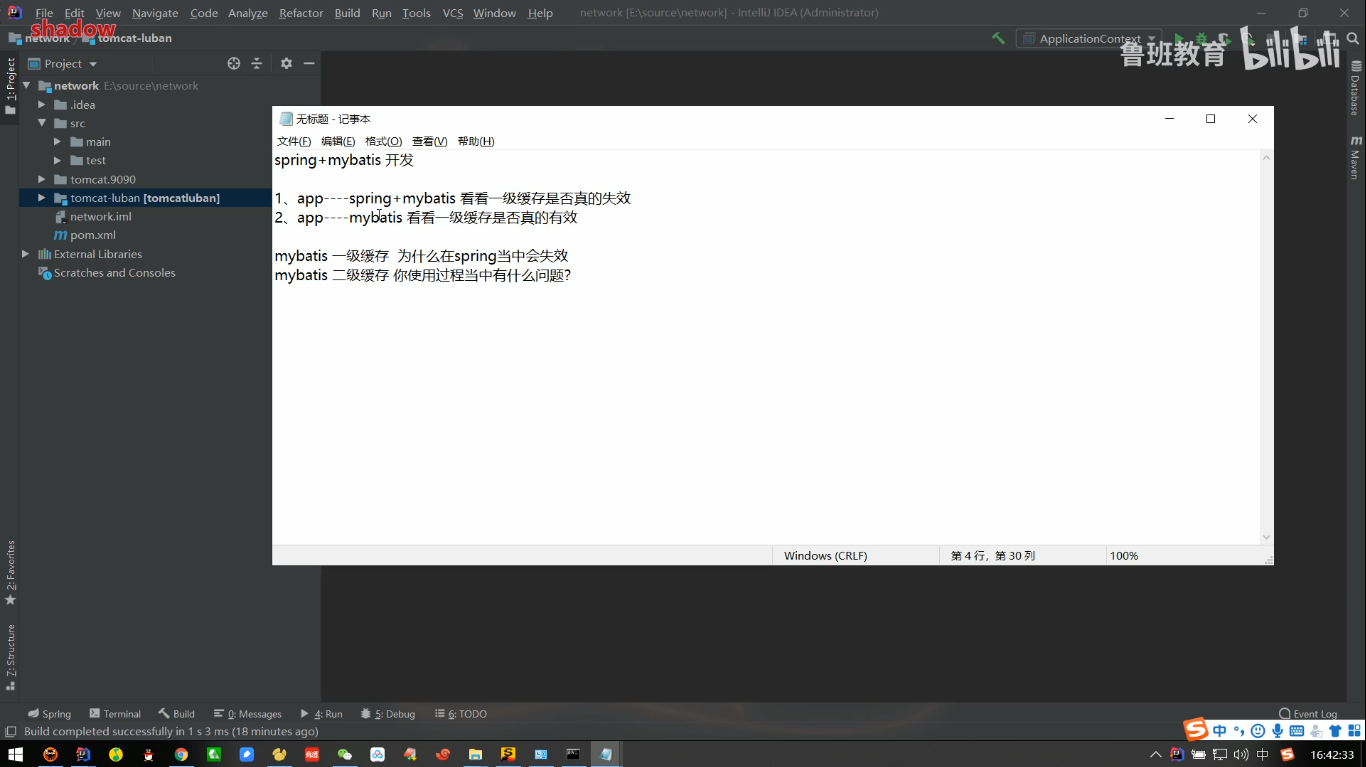 File Edit View Navigate Code Analyze Refactor Build Run Tools VCS Window Help network [E:\source\network] - IntelliJ IDEA (Administrator)
shadow
network tomcat-luban
ApplicationContext
鲁班教育 bilibili
Project
1: Project
network E:\source\network
.idea
src
main
test
tomcat.9090
tomcat-luban [tomcatluban]
network.iml
pom.xml
External Libraries
Scratches and Consoles
无标题 - 记事本
文件(F) 编辑(E) 格式(O) 查看(V) 帮助(H)
spring+mybatis 开发
1、app----spring+mybatis 看看一级缓存是否真的失效
2、app----mybatis 看看一级缓存是否真的有效
mybatis 一级缓存 为什么在spring当中会失效
mybatis 二级缓存 你使用过程当中有什么问题?
Windows (CRLF) 第 4 行，第 30 列 100%
Database
Maven
2: Favorites
Z: Structure
Spring Terminal Build 0: Messages 4: Run 5: Debug 6: TODO Event Log
Build completed successfully in 1 s 3 ms (18 minutes ago)
中
中
16:42:33